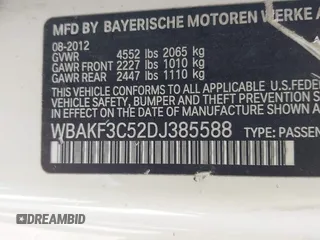 MFD BY BAYERISCHE MOTOREN WERKE
08-2012
GVWR 4552 lbs 2065 kg
GAWR FRONT 2227 lbs 1010 kg
GAWR REAR 2447 lbs 1110 kg
THIS VEHICLE CONFORMS TO ALL APPLICABLE U.S. FEDERAL
SAFETY, BUMPER, AND THEFT PREVENTION STANDARDS
IN EFFECT ON THE DATE OF MANUFACTURE SHOWN
WBAKF3C52DJ385588 TYPE: PASSEN
DREAMBID